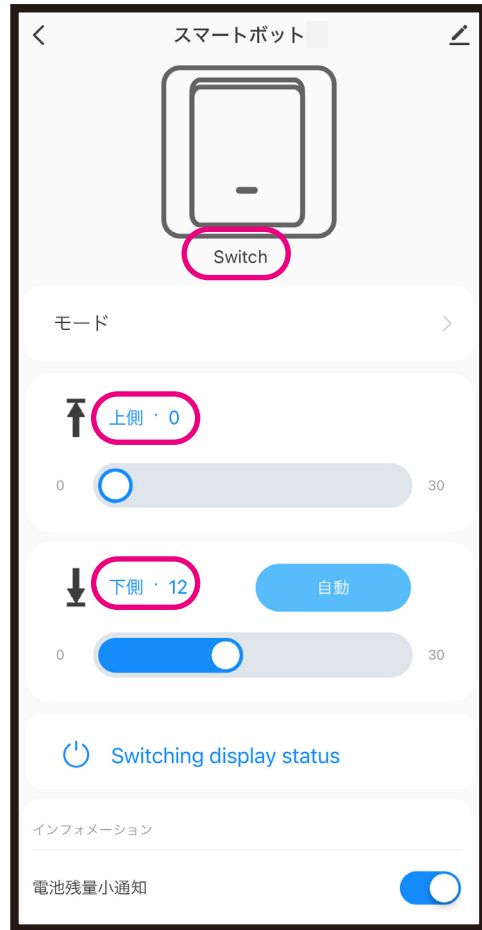 スマートボット
Switch
モード
上側 · 0
0 30
下側 · 12 自動
0 30
Switching display status
インフォメーション
電池残量小通知